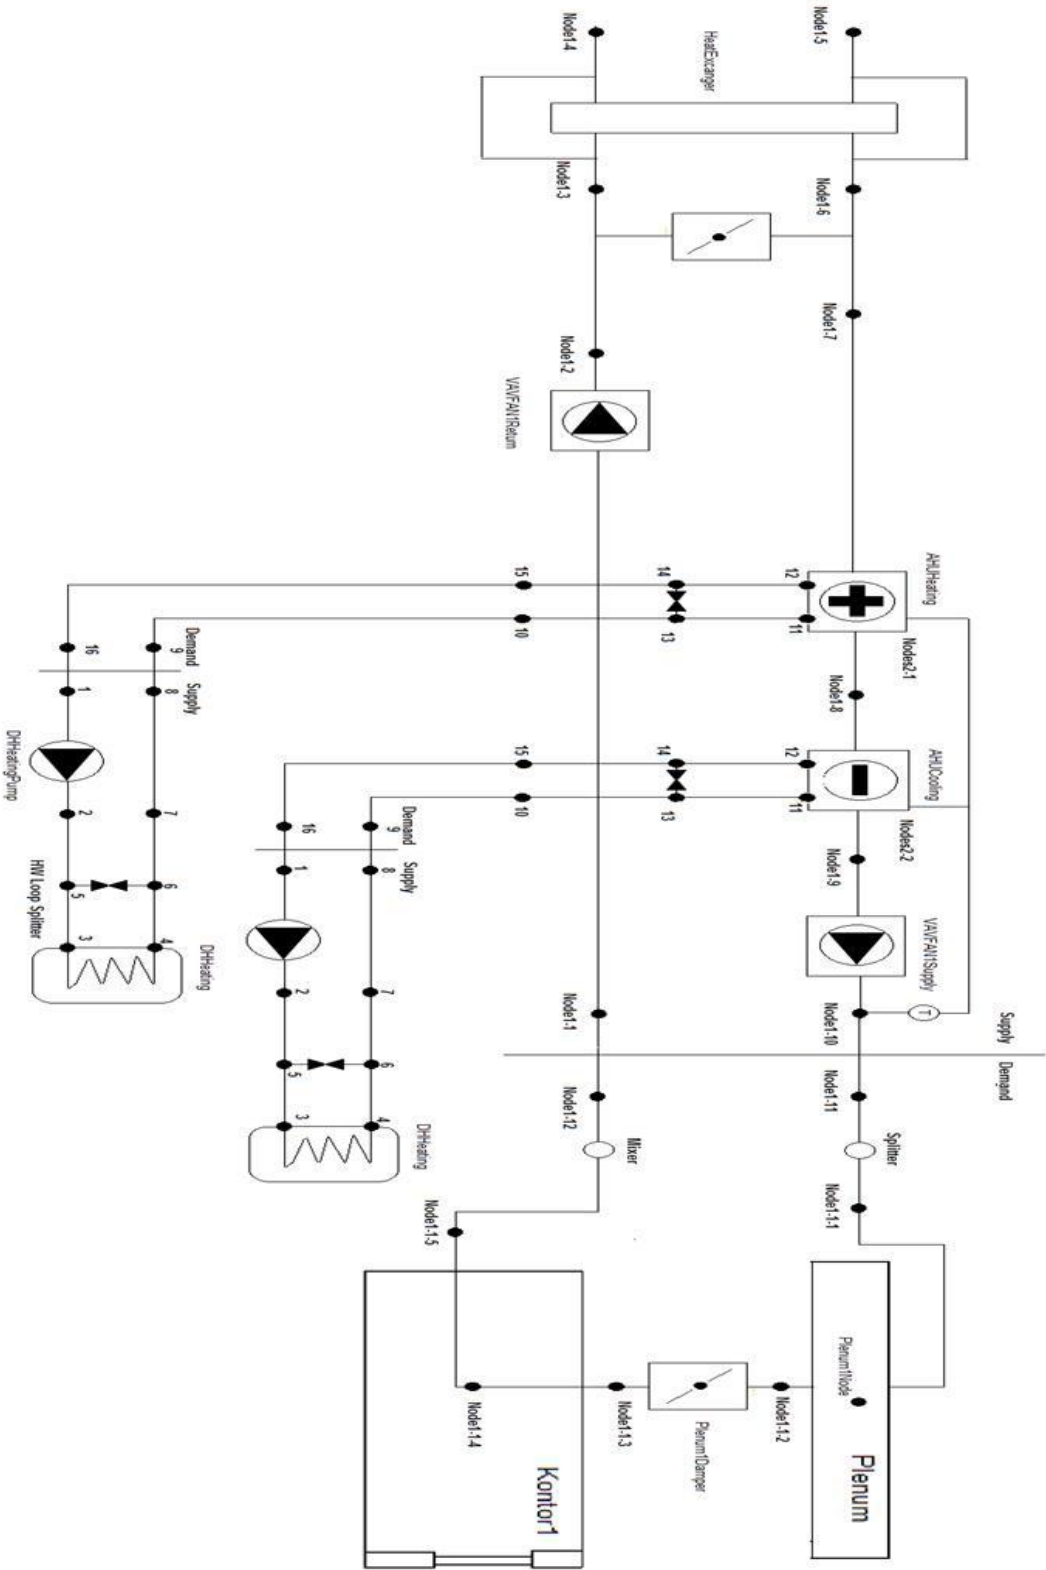 Node1-5
Node1-4
HeatExcanger
Node1-6
Node1-3
Node1-7
Node1-2
VAVFAN1Return
AHUHeating
12
11
Nodes2-1
14
13
15
10
Node1-8
Demand
9
16
Supply
8
1
DHHeatingPump
7
2
6
5
HW Loop Splitter
4
3
DHHeating
AHUCooling
12
11
Nodes2-2
14
13
15
10
Node1-9
Demand
9
16
Supply
8
1
7
2
6
5
4
3
DHHeating
VAVFAN1Supply
T
Node1-10
Node1-1
Supply
Demand
Node1-11
Node1-12
Splitter
Mixer
Node1-1-1
Node1-1-5
Plenum1Node
Plenum
Node1-1-2
Plenum1Damper
Node1-1-3
Node1-1-4
Kontor1